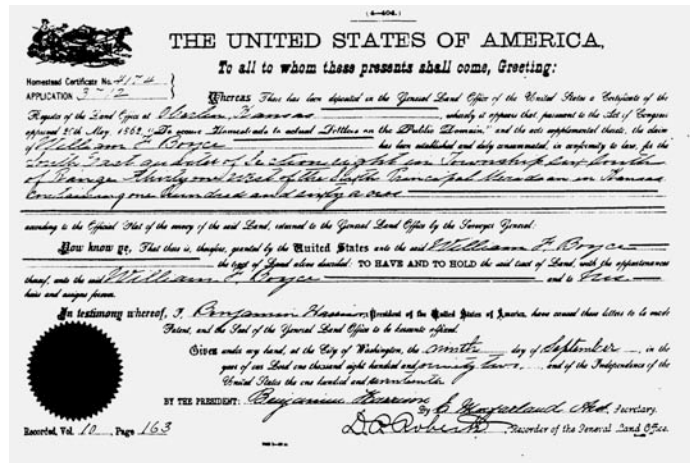 (4-404.)
THE UNITED STATES OF AMERICA,
To all to whom these presents shall come, Greeting:
Homestead Certificate No. 4174
APPLICATION 3712
Whereas There has been deposited in the General Land Office of the United States a Certificate of the
Register of the Land Office at Oberlin, Kansas, whereby it appears that, pursuant to the Act of Congress
approved 20th May, 1862, "To secure Homesteads to actual Settlers on the Public Domain," and the acts supplemental thereto, the claim
of William F. Boyce has been established and duly consummated, in conformity to law, for the
South East quarter of Section eight in Township six South
of Range thirty one West of the Sixth Principal Meridian in Kansas
containing one hundred and sixty acres
according to the Official Plat of the survey of the said Land, returned to the General Land Office by the Surveyor General:
Now know ye, That there is, therefore, granted by the United States unto the said William F. Boyce
the tract of Land above described: TO HAVE AND TO HOLD the said tract of Land, with the appurtenances
thereof, unto the said William F. Boyce and to his
heirs and assigns forever.
In testimony whereof, I, Benjamin Harrison, President of the United States of America, have caused these letters to be made
Patent, and the Seal of the General Land Office to be hereunto affixed.
Given under my hand, at the City of Washington, the ninth day of September, in the
year of our Lord one thousand eight hundred and ninety two, and of the Independence of the
United States the one hundred and seventeenth
BY THE PRESIDENT: Benjamin Harrison
By E. Macfarland Asst. Secretary.
D. P. Roberts, Recorder of the General Land Office.
Recorded, Vol. 10, Page 163